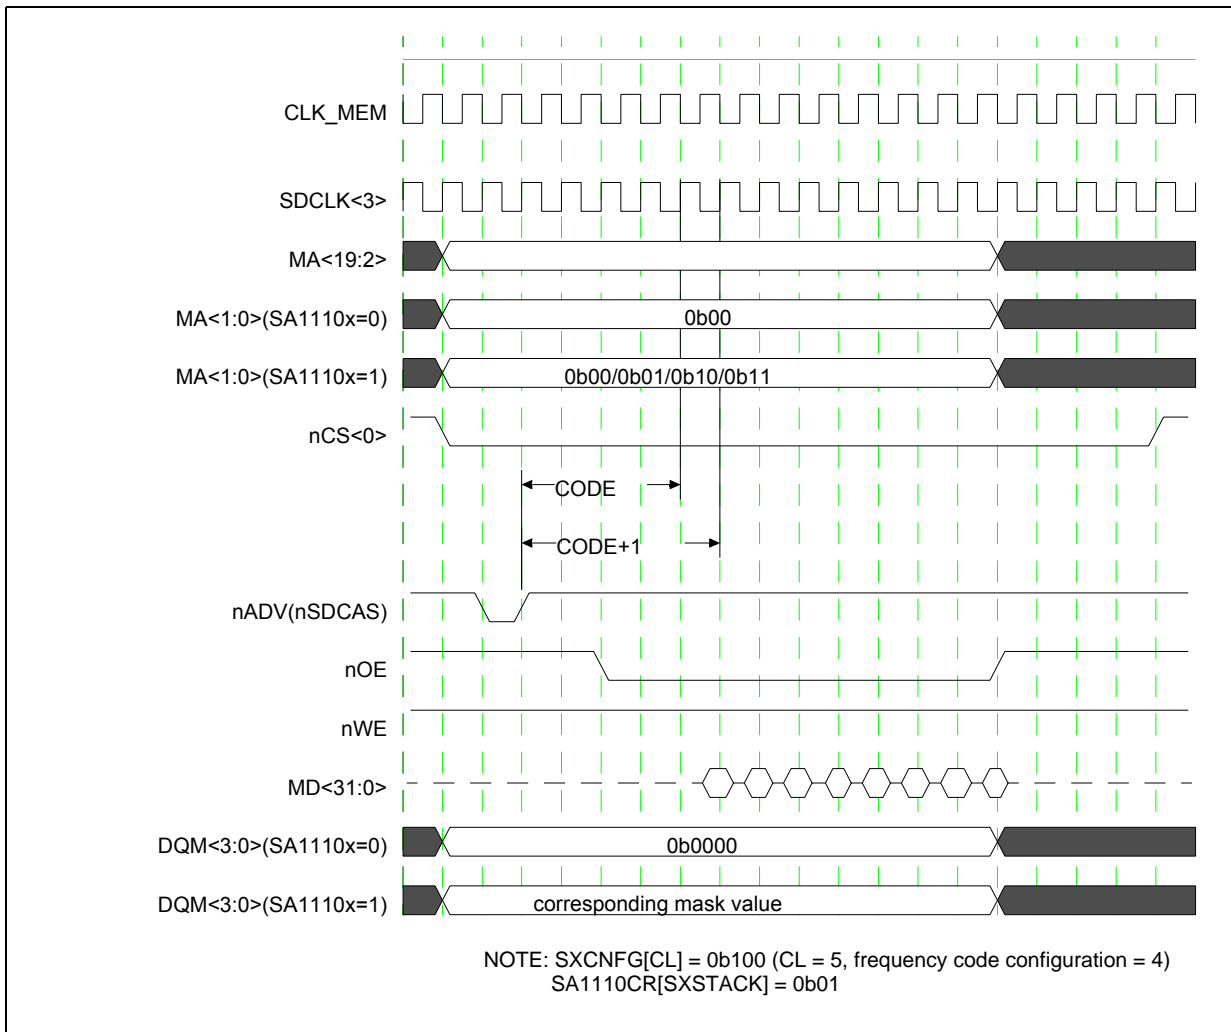 CLK_MEM
SDCLK<3>
MA<19:2>
MA<1:0>(SA1110x=0)
0b00
MA<1:0>(SA1110x=1)
0b00/0b01/0b10/0b11
nCS<0>
CODE
CODE+1
nADV(nSDCAS)
nOE
nWE
MD<31:0>
DQM<3:0>(SA1110x=0)
0b0000
DQM<3:0>(SA1110x=1)
corresponding mask value
NOTE: SXCNFG[CL] = 0b100 (CL = 5, frequency code configuration = 4)
SA1110CR[SXSTACK] = 0b01